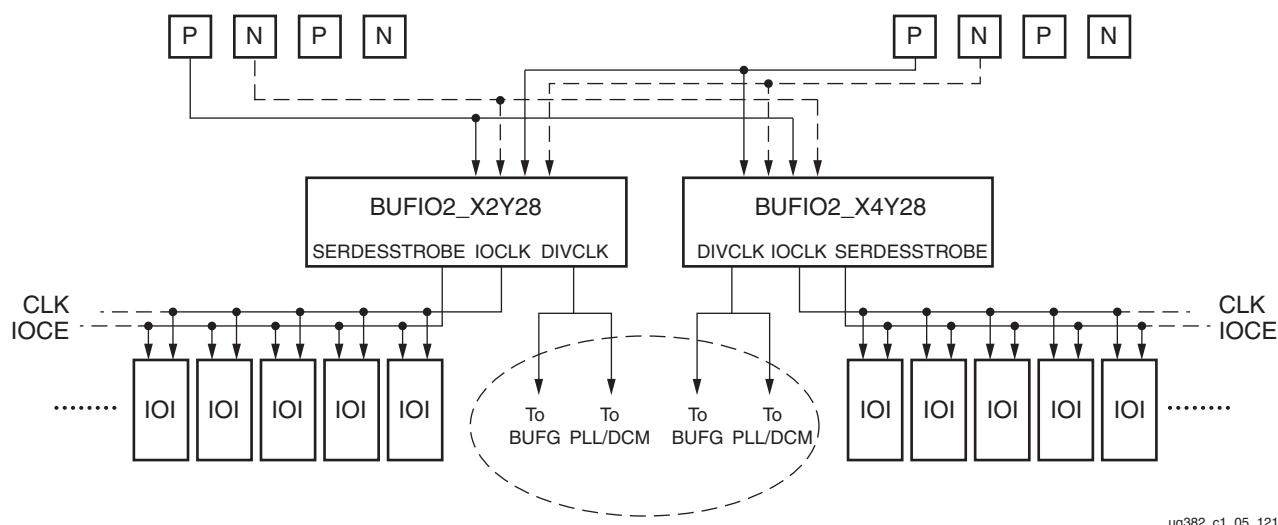 P N P N P N P N
BUFIO2_X2Y28 BUFIO2_X4Y28
SERDESSTROBE IOCLK DIVCLK DIVCLK IOCLK SERDESSTROBE
CLK CLK
IOCE IOCE
IOI IOI IOI IOI IOI IOI IOI IOI IOI IOI
To To To To
BUFG PLL/DCM BUFG PLL/DCM
ug382_c1_05_121